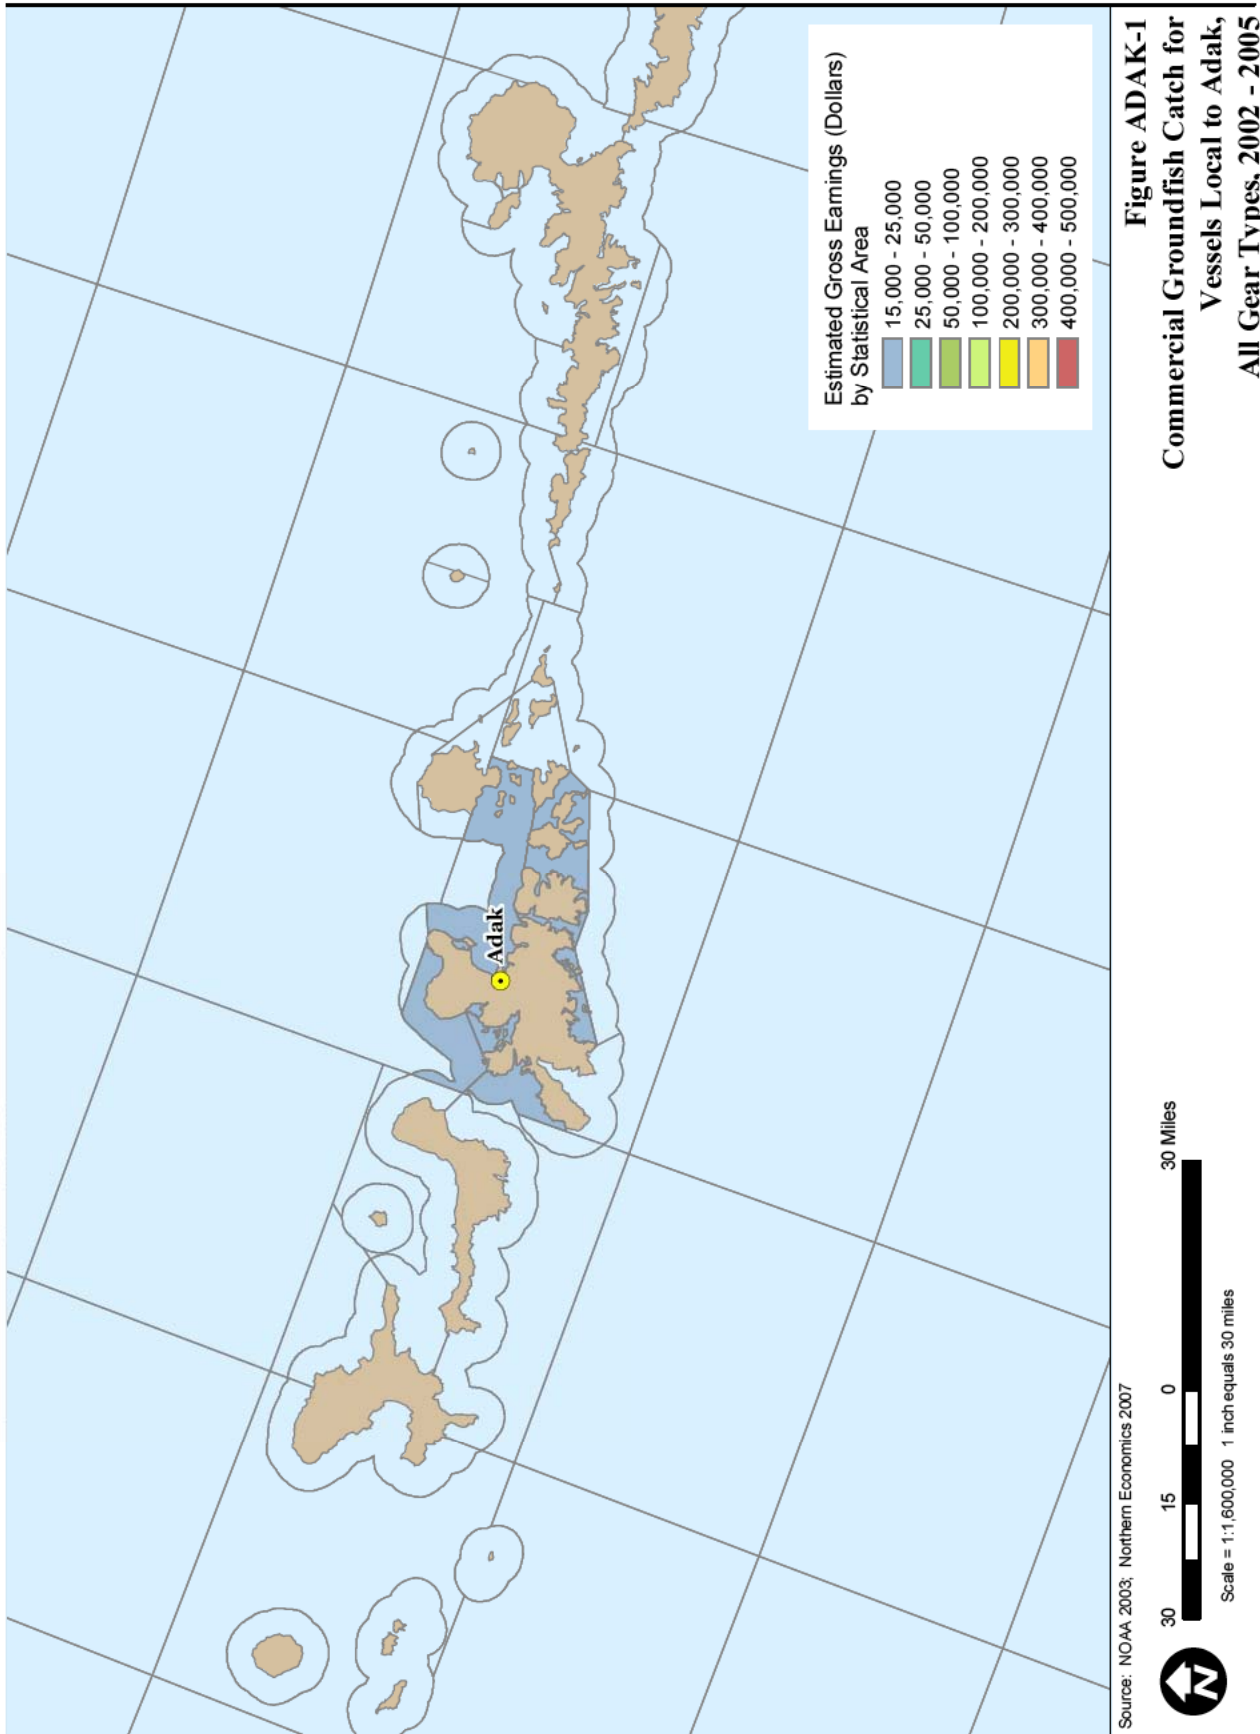 Adak
Estimated Gross Earnings (Dollars)
by Statistical Area
15,000 - 25,000
25,000 - 50,000
50,000 - 100,000
100,000 - 200,000
200,000 - 300,000
300,000 - 400,000
400,000 - 500,000
Source: NOAA 2003; Northern Economics 2007
N
30 15 0 30 Miles
Scale = 1:1,600,000 1 inch equals 30 miles
Figure ADAK-1
Commercial Groundfish Catch for
Vessels Local to Adak,
All Gear Types, 2002 - 2005